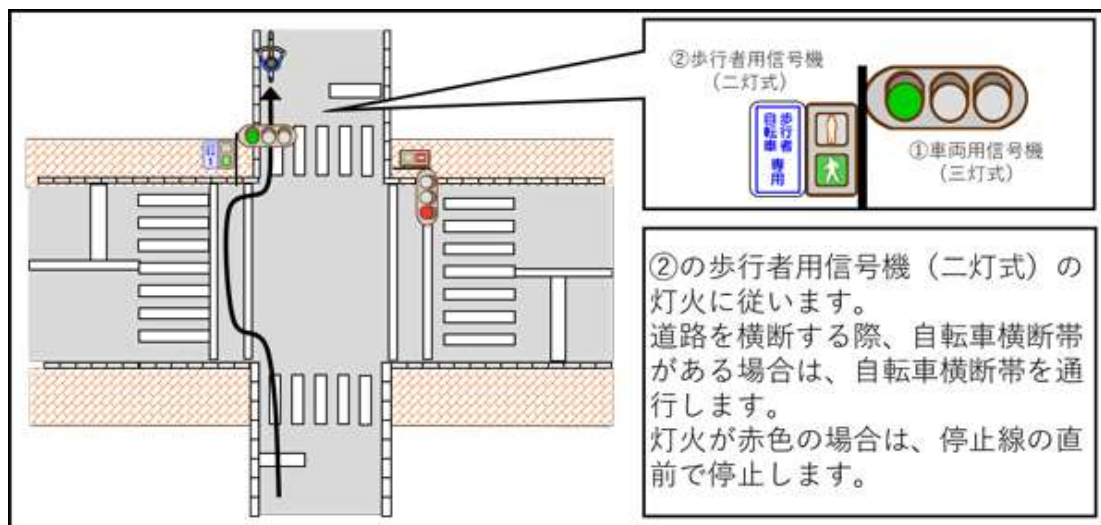 ②歩行者用信号機
（二灯式）
歩行者
自転車
専用
①車両用信号機
（三灯式）
②の歩行者用信号機（二灯式）の
灯火に従います。
道路を横断する際、自転車横断帯
がある場合は、自転車横断帯を通
行します。
灯火が赤色の場合は、停止線の直
前で停止します。